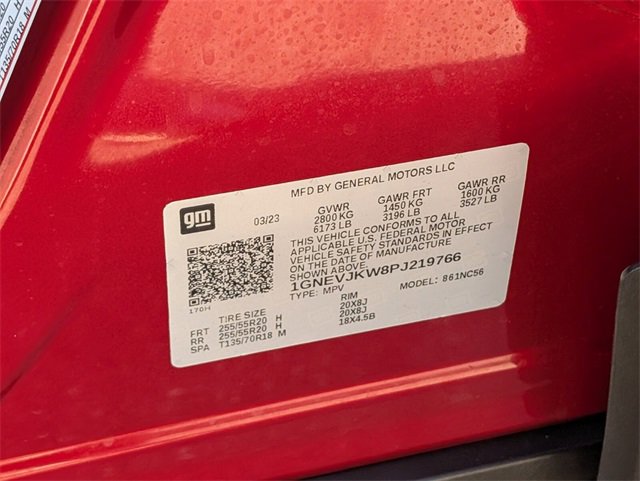 55R20 H
T135/70R18 M
MFD BY GENERAL MOTORS LLC
gm
03/23
GVWR GAWR FRT GAWR RR
2800 KG 1450 KG 1600 KG
6173 LB 3196 LB 3527 LB
THIS VEHICLE CONFORMS TO ALL
APPLICABLE U.S. FEDERAL MOTOR
VEHICLE SAFETY STANDARDS IN EFFECT
ON THE DATE OF MANUFACTURE
SHOWN ABOVE
1GNEVJKW8PJ219766
TYPE: MPV MODEL: 861NC56
170H
TIRE SIZE RIM
FRT 255/55R20 H 20X8J
RR 255/55R20 H 20X8J
SPA T135/70R18 M 18X4.5B